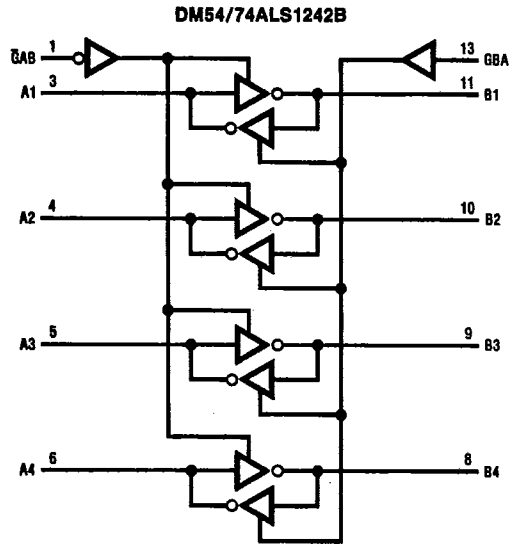 DM54/74ALS1242B
G̅AB 1
13 GBA
A1 3
11 B1
A2 4
10 B2
A3 5
9 B3
A4 6
8 B4